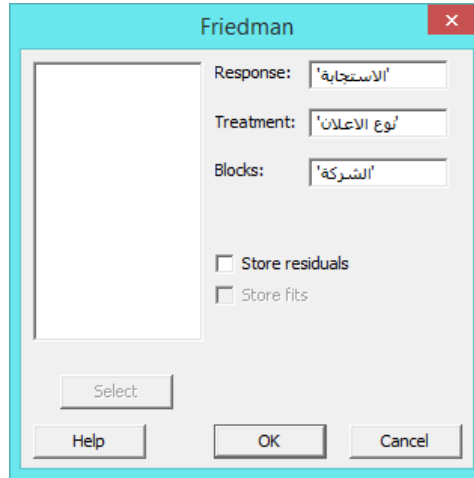 Friedman
Response: 'الاستجابة'
Treatment: 'نوع الاعلان'
Blocks: 'الشركة'
Store residuals
Store fits
Select
Help OK Cancel